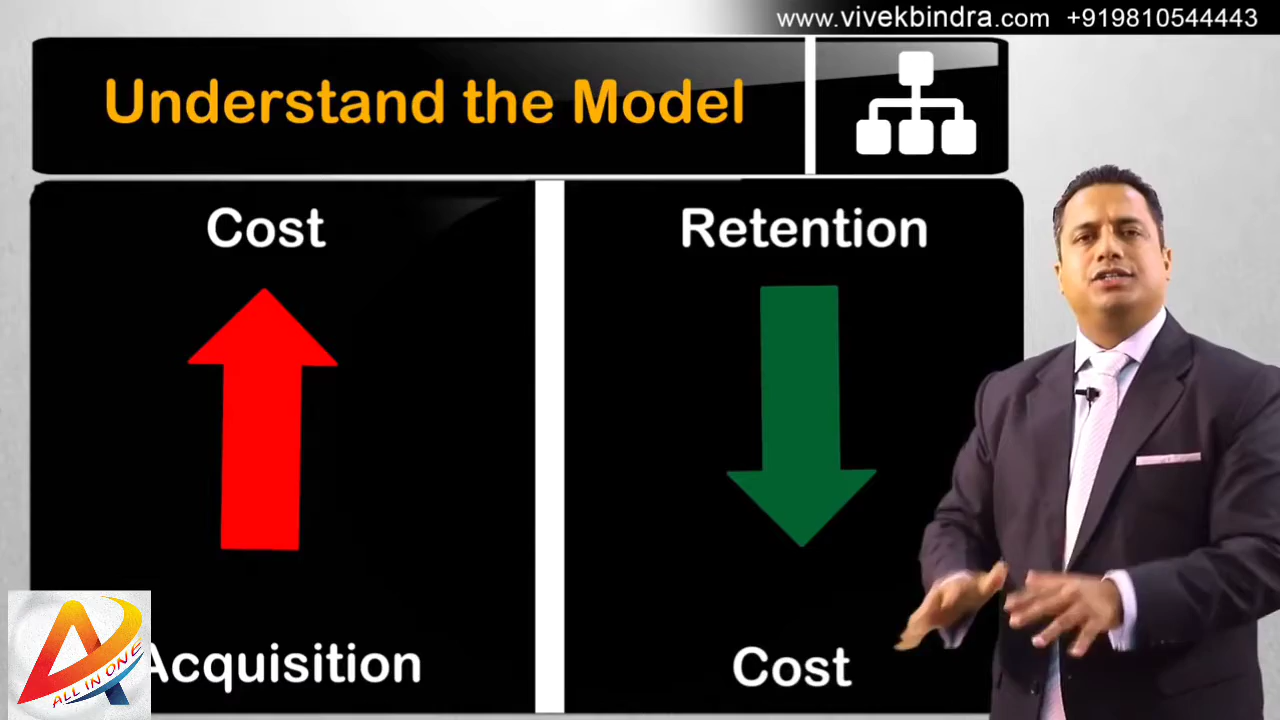 www.vivekbindra.com +919810544443
Understand the Model
Cost
Retention
Acquisition
Cost
ALL IN ONE